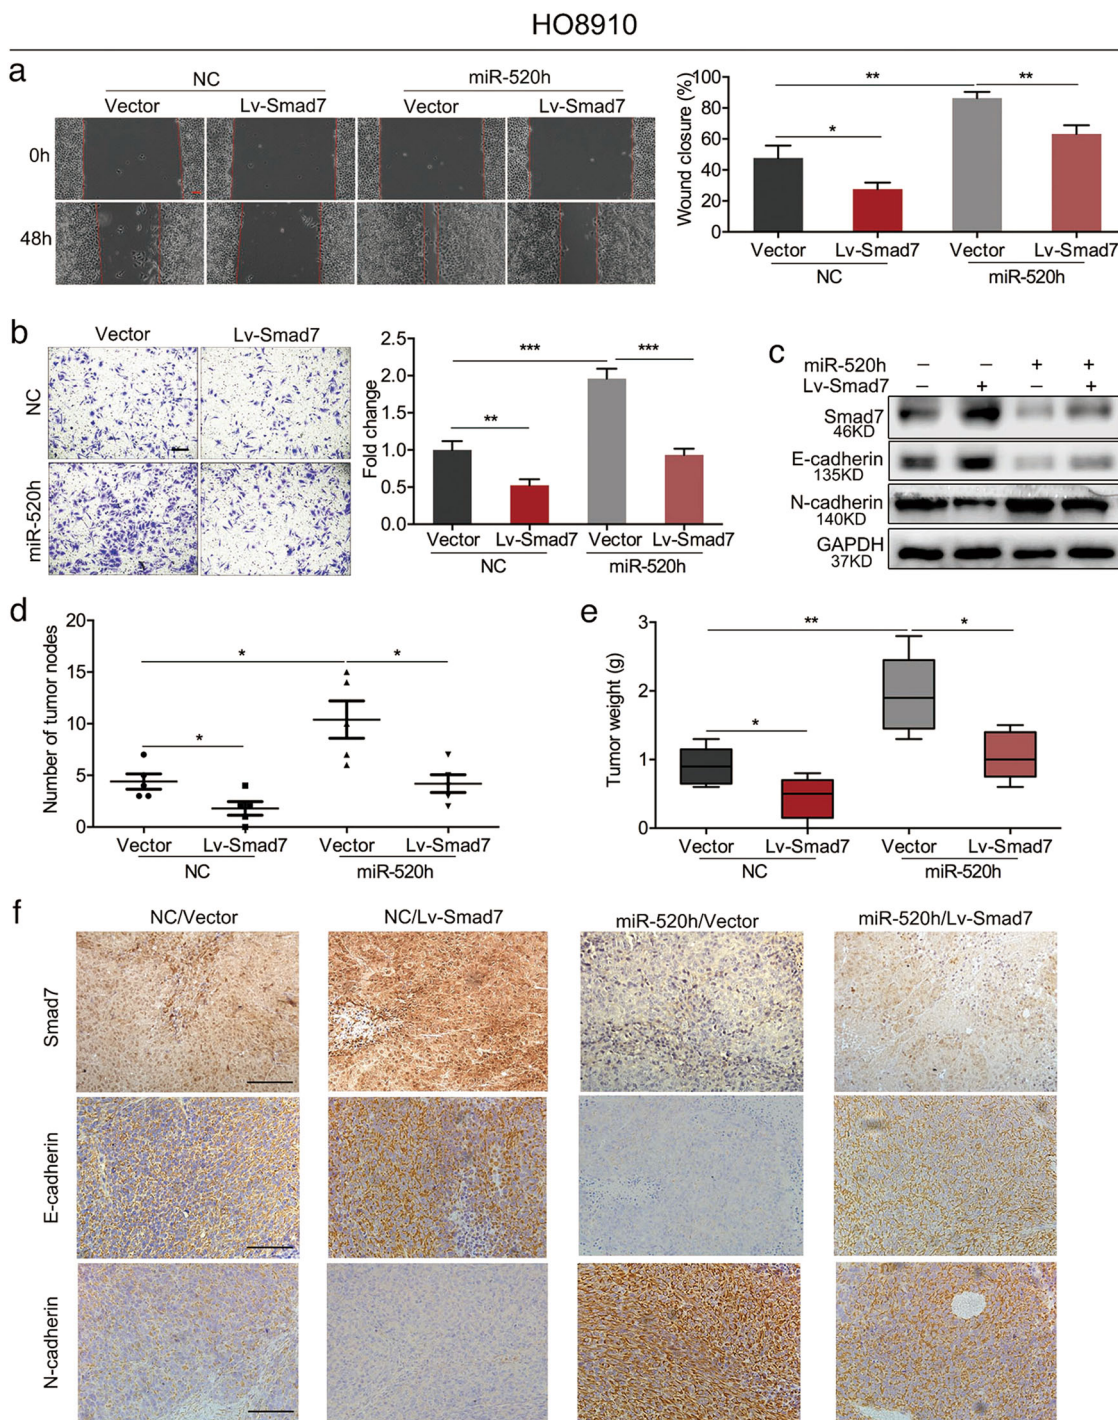 HO8910
a
NC
miR-520h
Vector
Lv-Smad7
Vector
Lv-Smad7
0h
48h
Wound closure (%)
100
80
60
40
20
0
**
**
*
Vector
Lv-Smad7
Vector
Lv-Smad7
NC
miR-520h
b
Vector
Lv-Smad7
NC
miR-520h
Fold change
2.5
2.0
1.5
1.0
0.5
0.0
***
***
**
Vector
Lv-Smad7
Vector
Lv-Smad7
NC
miR-520h
c
miR-520h – – + +
Lv-Smad7 – + – +
Smad7
46KD
E-cadherin
135KD
N-cadherin
140KD
GAPDH
37KD
d
Number of tumor nodes
20
15
10
5
0
*
*
*
Vector
Lv-Smad7
Vector
Lv-Smad7
NC
miR-520h
e
Tumor weight (g)
3
2
1
0
**
*
*
Vector
Lv-Smad7
Vector
Lv-Smad7
NC
miR-520h
f
NC/Vector
NC/Lv-Smad7
miR-520h/Vector
miR-520h/Lv-Smad7
Smad7
E-cadherin
N-cadherin